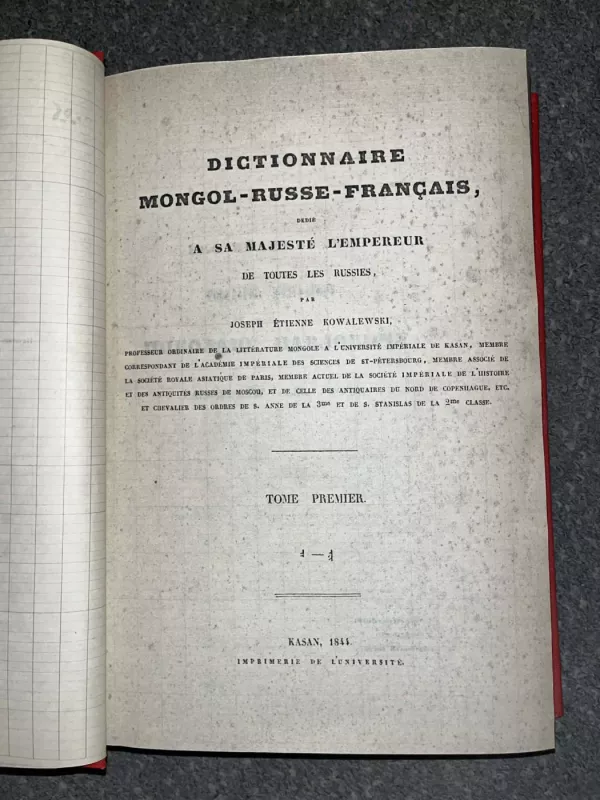 DICTIONNAIRE
MONGOL-RUSSE-FRANÇAIS,
DÉDIÉ
A SA MAJESTÉ L'EMPEREUR
DE TOUTES LES RUSSIES,
PAR
JOSEPH ÉTIENNE KOWALEWSKI,
PROFESSEUR ORDINAIRE DE LA LITTÉRATURE MONGOLE A L'UNIVERSITÉ IMPÉRIALE DE KASAN, MEMBRE
CORRESPONDANT DE L'ACADÉMIE IMPÉRIALE DES SCIENCES DE ST-PÉTERSBOURG, MEMBRE ASSOCIÉ DE
LA SOCIÉTÉ ROYALE ASIATIQUE DE PARIS, MEMBRE ACTUEL DE LA SOCIÉTÉ IMPÉRIALE DE L'HISTOIRE
ET DES ANTIQUITÉS RUSSES DE MOSCOU, ET DE CELLE DES ANTIQUAIRES DU NORD DE COPENHAGUE, ETC.
ET CHEVALIER DES ORDRES DE S. ANNE DE LA 3me ET DE S. STANISLAS DE LA 2me CLASSE.
TOME PREMIER.
KASAN, 1844.
IMPRIMERIE DE L'UNIVERSITÉ.